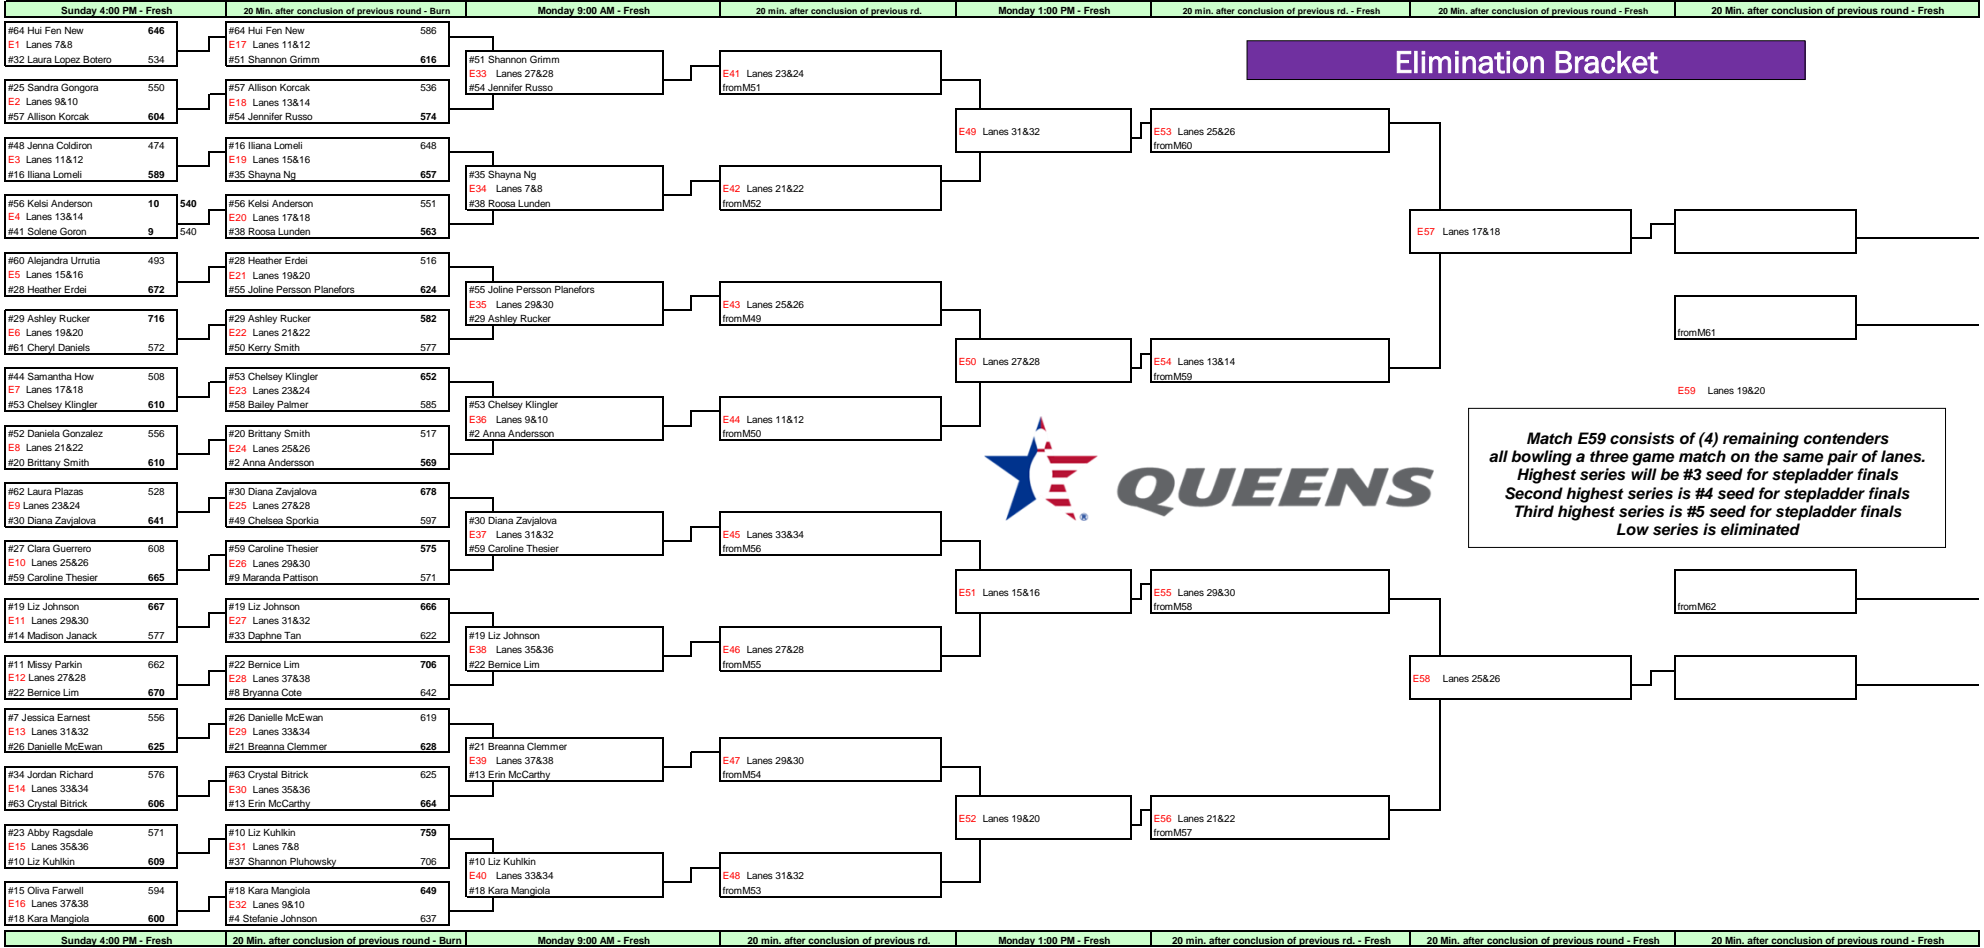 Sunday 4:00 PM - Fresh
20 Min. after conclusion of previous round - Burn
Monday 9:00 AM - Fresh
20 min. after conclusion of previous rd.
Monday 1:00 PM - Fresh
20 min. after conclusion of previous rd. - Fresh
20 Min. after conclusion of previous round - Fresh
20 Min. after conclusion of previous round - Fresh
Elimination Bracket
#64 Hui Fen New 646
E1 Lanes 7&8
#32 Laura Lopez Botero 534
#25 Sandra Gongora 550
E2 Lanes 9&10
#57 Allison Korcak 604
#48 Jenna Coldiron 474
E3 Lanes 11&12
#16 Iliana Lomeli 589
#56 Kelsi Anderson 10 540
E4 Lanes 13&14
#41 Solene Goron 9 540
#60 Alejandra Urrutia 493
E5 Lanes 15&16
#28 Heather Erdei 672
#29 Ashley Rucker 716
E6 Lanes 19&20
#61 Cheryl Daniels 572
#44 Samantha How 508
E7 Lanes 17&18
#53 Chelsey Klingler 610
#52 Daniela Gonzalez 556
E8 Lanes 21&22
#20 Brittany Smith 610
#62 Laura Plazas 528
E9 Lanes 23&24
#30 Diana Zavjalova 641
#27 Clara Guerrero 608
E10 Lanes 25&26
#59 Caroline Thesier 665
#19 Liz Johnson 667
E11 Lanes 29&30
#14 Madison Janack 577
#11 Missy Parkin 662
E12 Lanes 27&28
#22 Bernice Lim 670
#7 Jessica Earnest 556
E13 Lanes 31&32
#26 Danielle McEwan 625
#34 Jordan Richard 576
E14 Lanes 33&34
#63 Crystal Bitrick 606
#23 Abby Ragsdale 571
E15 Lanes 35&36
#10 Liz Kuhlkin 609
#15 Oliva Farwell 594
E16 Lanes 37&38
#18 Kara Mangiola 600
#64 Hui Fen New 586
E17 Lanes 11&12
#51 Shannon Grimm 616
#57 Allison Korcak 536
E18 Lanes 13&14
#54 Jennifer Russo 574
#16 Iliana Lomeli 648
E19 Lanes 15&16
#35 Shayna Ng 657
#56 Kelsi Anderson 551
E20 Lanes 17&18
#38 Roosa Lunden 563
#28 Heather Erdei 516
E21 Lanes 19&20
#55 Joline Persson Planefors 624
#29 Ashley Rucker 582
E22 Lanes 21&22
#50 Kerry Smith 577
#53 Chelsey Klingler 652
E23 Lanes 23&24
#58 Bailey Palmer 585
#20 Brittany Smith 517
E24 Lanes 25&26
#2 Anna Andersson 569
#30 Diana Zavjalova 678
E25 Lanes 27&28
#49 Chelsea Sporkia 597
#59 Caroline Thesier 575
E26 Lanes 29&30
#9 Maranda Pattison 571
#19 Liz Johnson 666
E27 Lanes 31&32
#33 Daphne Tan 622
#22 Bernice Lim 706
E28 Lanes 37&38
#8 Bryanna Cote 642
#26 Danielle McEwan 619
E29 Lanes 33&34
#21 Breanna Clemmer 628
#63 Crystal Bitrick 625
E30 Lanes 35&36
#13 Erin McCarthy 664
#10 Liz Kuhlkin 759
E31 Lanes 7&8
#37 Shannon Pluhowsky 706
#18 Kara Mangiola 649
E32 Lanes 9&10
#4 Stefanie Johnson 637
#51 Shannon Grimm
E33 Lanes 27&28
#54 Jennifer Russo
#35 Shayna Ng
E34 Lanes 7&8
#38 Roosa Lunden
#55 Joline Persson Planefors
E35 Lanes 29&30
#29 Ashley Rucker
#53 Chelsey Klingler
E36 Lanes 9&10
#2 Anna Andersson
#30 Diana Zavjalova
E37 Lanes 31&32
#59 Caroline Thesier
#19 Liz Johnson
E38 Lanes 35&36
#22 Bernice Lim
#21 Breanna Clemmer
E39 Lanes 37&38
#13 Erin McCarthy
#10 Liz Kuhlkin
E40 Lanes 33&34
#18 Kara Mangiola
E41 Lanes 23&24
fromM51
E42 Lanes 21&22
fromM52
E43 Lanes 25&26
fromM49
E44 Lanes 11&12
fromM50
E45 Lanes 33&34
fromM56
E46 Lanes 27&28
fromM55
E47 Lanes 29&30
fromM54
E48 Lanes 31&32
fromM53
E49 Lanes 31&32
E50 Lanes 27&28
E51 Lanes 15&16
E52 Lanes 19&20
E53 Lanes 25&26
fromM60
E54 Lanes 13&14
fromM59
E55 Lanes 29&30
fromM58
E56 Lanes 21&22
fromM57
E57 Lanes 17&18
E58 Lanes 25&26
fromM61
E59 Lanes 19&20
fromM62
QUEENS
®
Match E59 consists of (4) remaining contenders
all bowling a three game match on the same pair of lanes.
Highest series will be #3 seed for stepladder finals
Second highest series is #4 seed for stepladder finals
Third highest series is #5 seed for stepladder finals
Low series is eliminated
Sunday 4:00 PM - Fresh
20 Min. after conclusion of previous round - Burn
Monday 9:00 AM - Fresh
20 min. after conclusion of previous rd.
Monday 1:00 PM - Fresh
20 min. after conclusion of previous rd. - Fresh
20 Min. after conclusion of previous round - Fresh
20 Min. after conclusion of previous round - Fresh